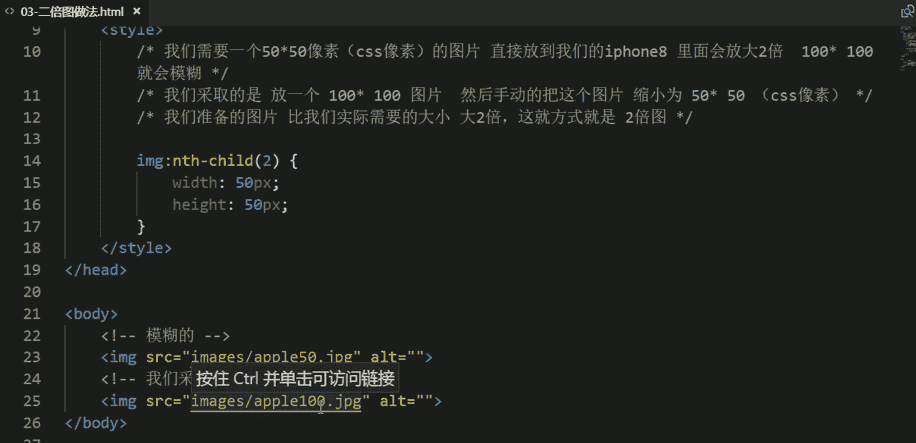 03-二倍图做法.html ×
9 <style>
10 /* 我们需要一个50*50像素（css像素）的图片 直接放到我们的iphone8 里面会放大2倍  100* 100
就会模糊 */
11 /* 我们采取的是 放一个 100* 100 图片  然后手动的把这个图片 缩小为 50* 50 （css像素） */
12 /* 我们准备的图片 比我们实际需要的大小 大2倍，这就方式就是 2倍图 */
13
14 img:nth-child(2) {
15 width: 50px;
16 height: 50px;
17 }
18 </style>
19 </head>
20
21 <body>
22 <!-- 模糊的 -->
23 <img src="images/apple50.jpg" alt="">
24 <!-- 我们采
按住 Ctrl 并单击可访问链接
25 <img src="images/apple100.jpg" alt="">
26 </body>